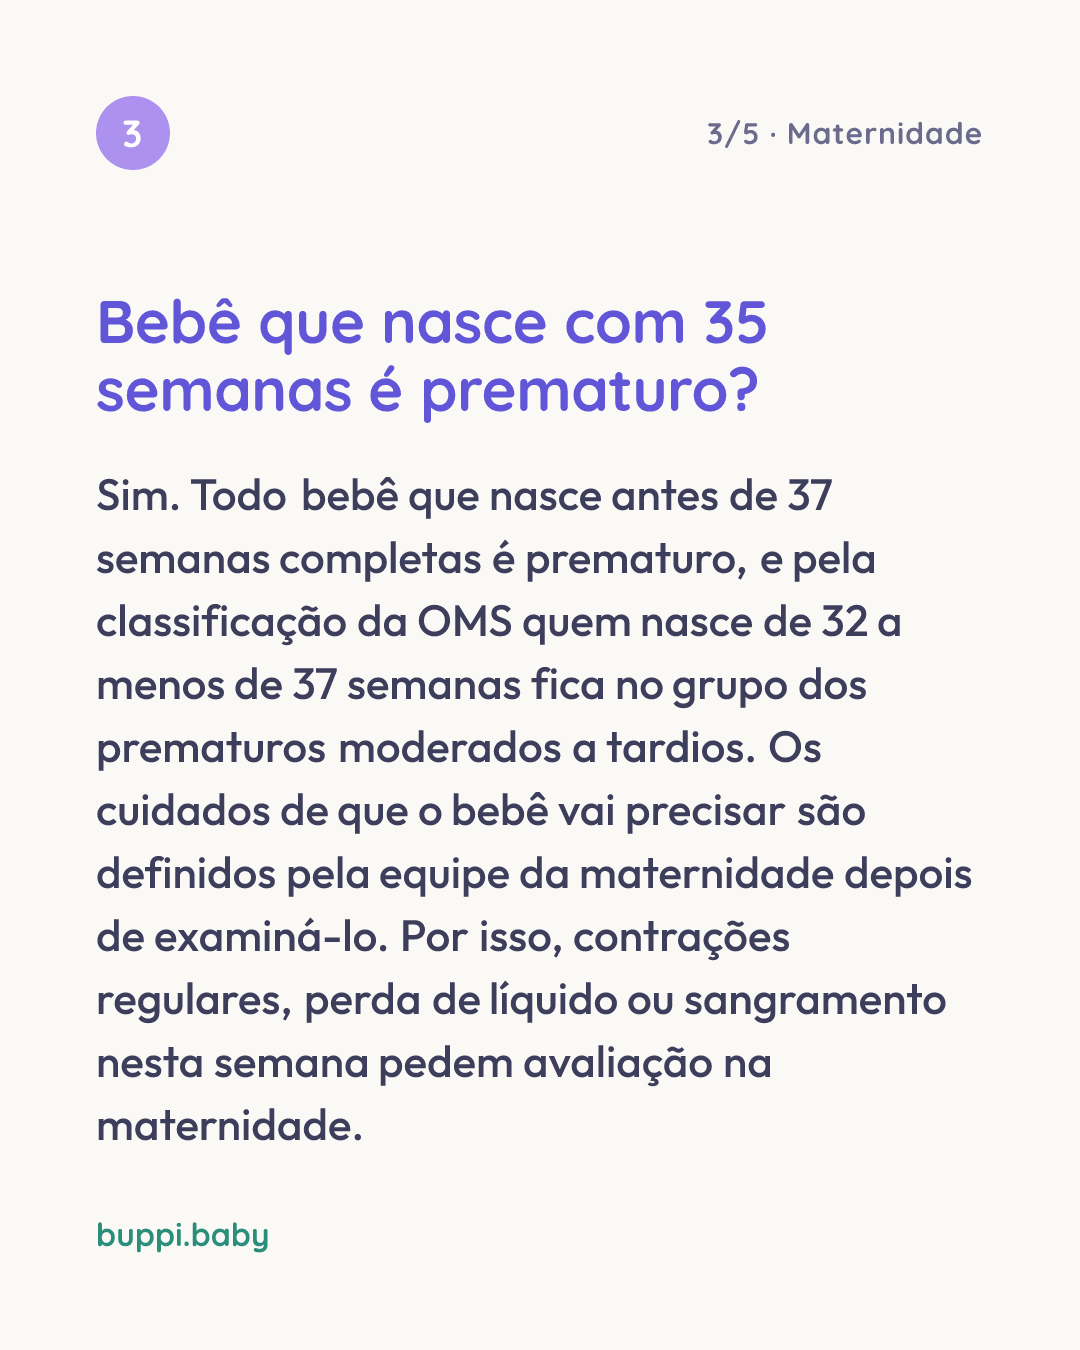 3
3/5 · Maternidade
Bebê que nasce com 35
semanas é prematuro?
Sim. Todo bebê que nasce antes de 37
semanas completas é prematuro, e pela
classificação da OMS quem nasce de 32 a
menos de 37 semanas fica no grupo dos
prematuros moderados a tardios. Os
cuidados de que o bebê vai precisar são
definidos pela equipe da maternidade depois
de examiná-lo. Por isso, contrações
regulares, perda de líquido ou sangramento
nesta semana pedem avaliação na
maternidade.
buppi.baby